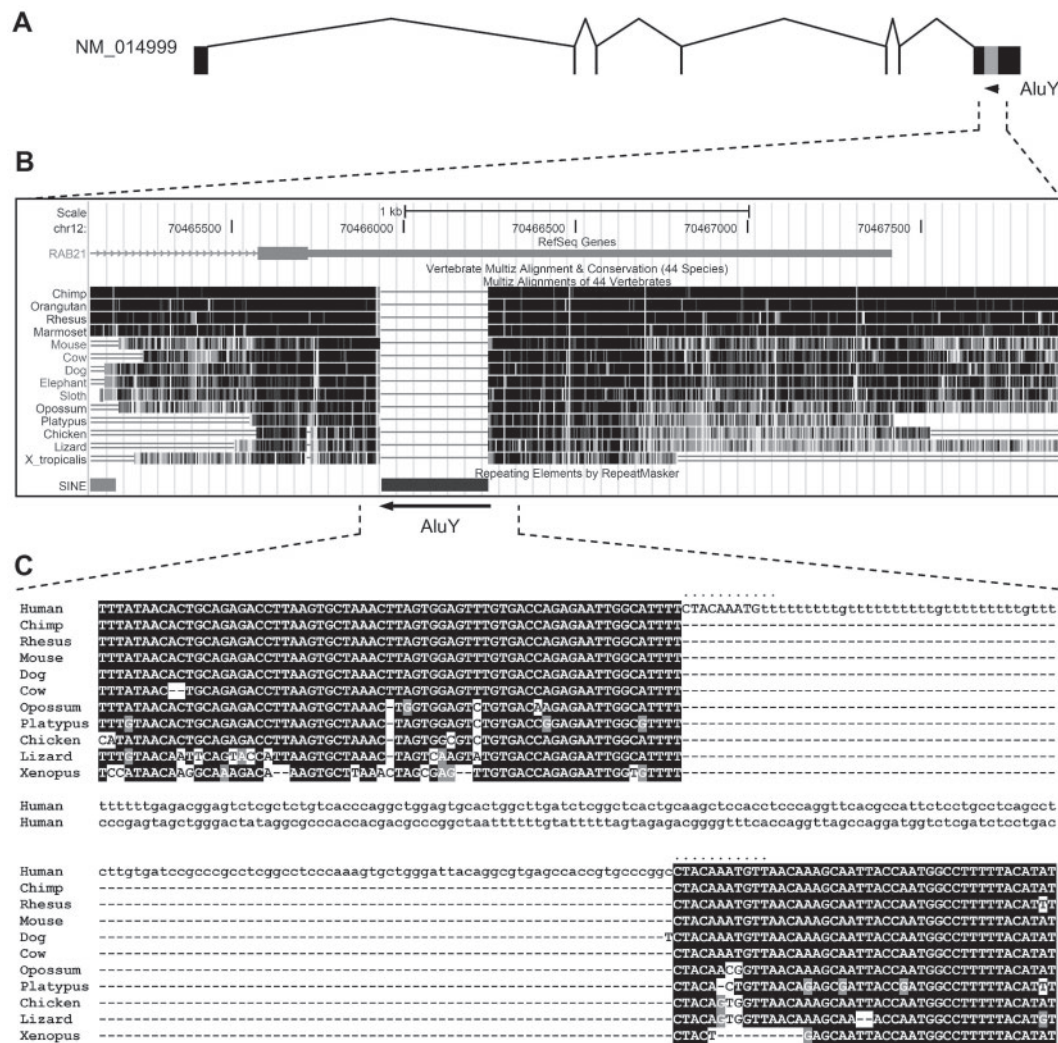 A
NM_014999
AluY
B
Scale
1 kb
chr12:
70465500
70466000
70466500
70467000
70467500
RefSeq Genes
RAB21
Vertebrate Multiz Alignment & Conservation (44 Species)
Multiz Alignments of 44 Vertebrates
Chimp
Orangutan
Rhesus
Marmoset
Mouse
Cow
Dog
Elephant
Sloth
Opossum
Platypus
Chicken
Lizard
X_tropicalis
Repeating Elements by RepeatMasker
SINE
AluY
C
Human TTTATAACACTGCAGAGACCTTAAGTGCTAAACTTAGTGGAGTTTGTGACCAGAGAATTGGCATTTTCTACAAATGtttttttttgttttttttttgtttttttttgttt
Chimp TTTATAACACTGCAGAGACCTTAAGTGCTAAACTTAGTGGAGTTTGTGACCAGAGAATTGGCATTTT
Rhesus TTTATAACACTGCAGAGACCTTAAGTGCTAAACTTAGTGGAGTTTGTGACCAGAGAATTGGCATTTT
Mouse TTTATAACACTGCAGAGACCTTAAGTGCTAAACTTAGTGGAGTTTGTGACCAGAGAATTGGCATTTT
Dog TTTATAACACTGCAGAGACCTTAAGTGCTAAACTTAGTGGAGTTTGTGACCAGAGAATTGGCATTTT
Cow TTTATAAC--TGCAGAGACCTTAAGTGCTAAACTTAGTGGAGTTTGTGACCAGAGAATTGGCATTTT
Opossum TTTATAACACTGCAGAGACCTTAAGTGCTAAAC-TGGTGGAGTCTGTGACAAGAGAATTGGCATTTT
Platypus TTTGTAACACTGCAGAGACCTTAAGTGCTAAAC-TAGTGGAGTCTGTGACCGGAGAATTGGCGTTTT
Chicken CATATAACACTGCAGAGACCTTAAGTGCTAAAC-TAGTGGCGTCTGTGACCAGAGAATTGGCATTTT
Lizard TTTGTAACAATTCAGTACCATTAAGTGCTAAAC-TAGTCAAGTATGTGACCAGAGAATTGGCATTTT
Xenopus TCCATAACAAGGCAAAGACA--AAGTGCTTAAACTAGCGAG--TTGTGACCAGAGAATTGGTGTTTT
Human ttttttgagacggagtctcgctctgtcacccaggctggagtgcactggcttgatctcggctcactgcaagctccacctcccaggttcacgccattctcctgcctcagcct
Human cccgagtagctgggactataggcgcccaccacgacgcccggctaattttttgtatttttagtagagacggggtttcaccaggttagccaggatggtctcgatctcctgac
Human cttgtgatccgcccgcctcggcctcccaaagtgctgggattacaggcgtgagccaccgtgcccggcCTACAAATGTTAACAAAGCAATTACCAATGGCCTTTTTACATAT
Chimp CTACAAATGTTAACAAAGCAATTACCAATGGCCTTTTTACATAT
Rhesus CTACAAATGTTAACAAAGCAATTACCAATGGCCTTTTTACATTT
Mouse CTACAAATGTTAACAAAGCAATTACCAATGGCCTTTTTACATAT
Dog TCTACAAATGTTAACAAAGCAATTACCAATGGCCTTTTTACATAT
Cow CTACAAATGTTAACAAAGCAATTACCAATGGCCTTTTTACATAT
Opossum CTACAACGGTTAACAAAGCAATTACCAATGGCCTTTTTACATAT
Platypus CTACA-CTGTTAACAGAGCGATTACCGATGGCCTTTTTACATTT
Chicken CTACAGTGGTTAACAAAGCAATTACCAATGGCCTTTTTACATAT
Lizard CTACAGTGGTTAACAAAGCAA--ACCAATGGCCTTTTTACATGT
Xenopus CTACT----------GAGCAATTACCAATGGCCTTTTTACATAT